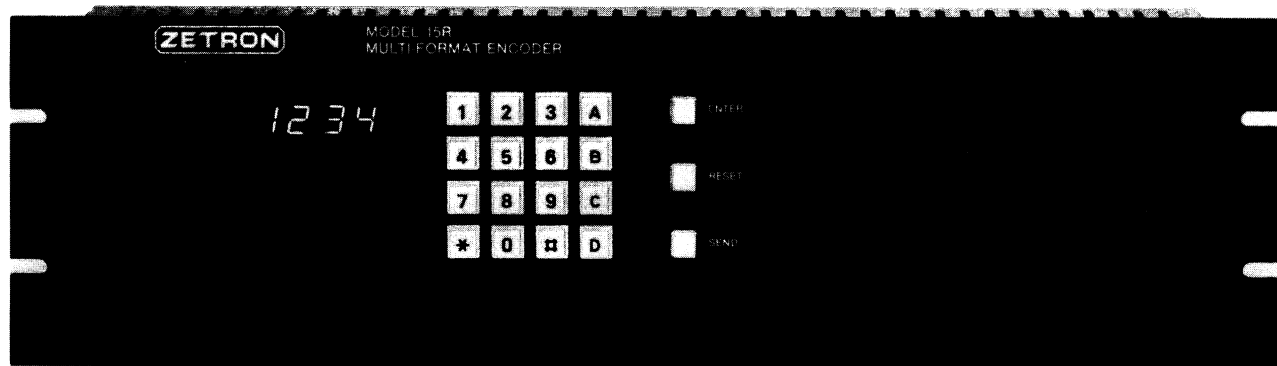 ZETRON
MODEL 15R
MULTI FORMAT ENCODER
1234
1 2 3 A
4 5 6 B
7 8 9 C
* 0 # D
ENTER
RESET
SEND